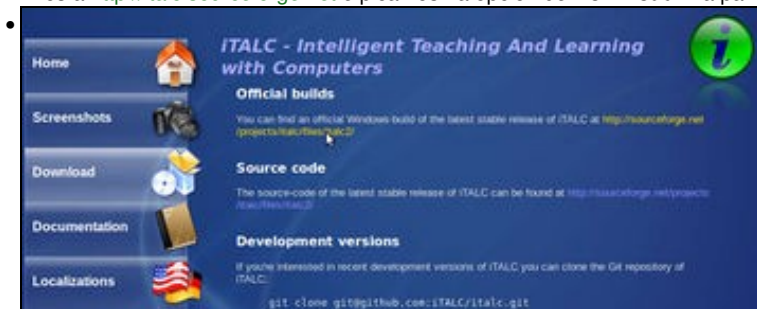 iTALC - Intelligent Teaching And Learning
with Computers
Home
Official builds
You can find an official Windows build of the latest stable release of iTALC at http://sourceforge.net
/projects/italc/files/italc2/
Screenshots
Source code
Download
The source-code of the latest stable release of iTALC can be found at http://sourceforge.net/projects
/italc/files/italc2/
Documentation
Development versions
If you're interested in recent development versions of iTALC you can clone the Git repository of
iTALC:
Localizations
git clone git@github.com:iTALC/italc.git